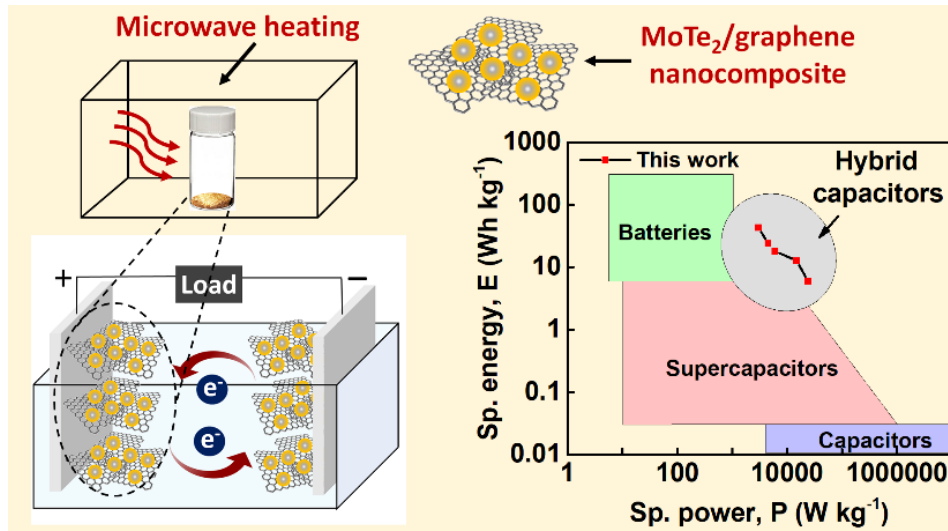 Microwave heating
MoTe₂/graphene
nanocomposite
+
Load
−
e⁻
e⁻
This work
Hybrid
capacitors
Batteries
Supercapacitors
Capacitors
Sp. energy, E (Wh kg⁻¹)
1000
100
10
1
0.1
0.01
1
100
10000
1000000
Sp. power, P (W kg⁻¹)